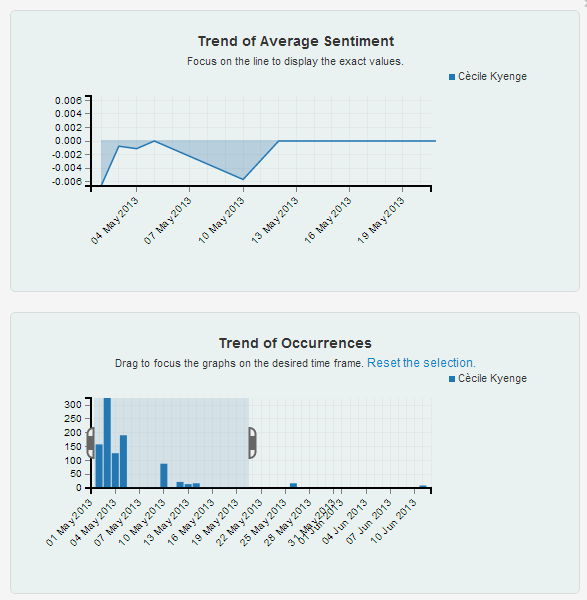 Trend of Average Sentiment
Focus on the line to display the exact values.
Cècile Kyenge
0.006
0.004
0.002
0.000
-0.002
-0.004
-0.006
04 May 2013
07 May 2013
10 May 2013
13 May 2013
16 May 2013
19 May 2013
Trend of Occurrences
Drag to focus the graphs on the desired time frame. Reset the selection.
Cècile Kyenge
300
250
200
150
100
50
0
01 May 2013
04 May 2013
07 May 2013
10 May 2013
13 May 2013
16 May 2013
19 May 2013
22 May 2013
25 May 2013
28 May 2013
31 May 2013
01 Jun 2013
04 Jun 2013
07 Jun 2013
10 Jun 2013